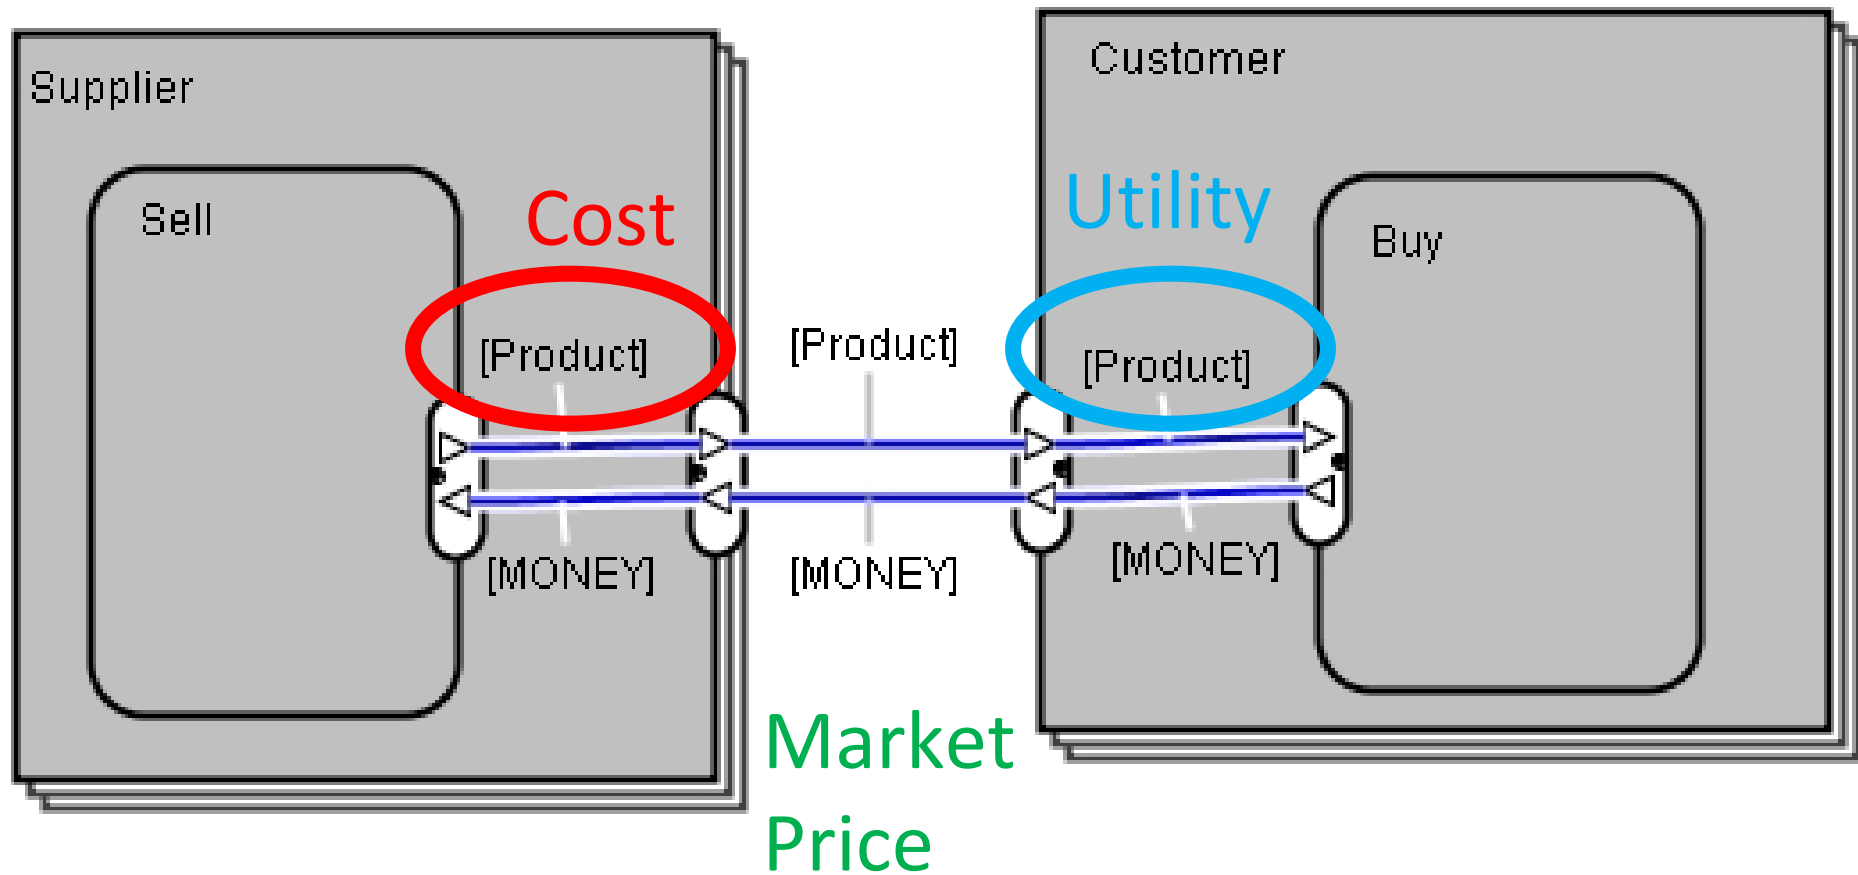 Supplier
Customer
Sell
Cost
Utility
Buy
[Product]
[Product]
[Product]
[MONEY]
[MONEY]
[MONEY]
Market
Price